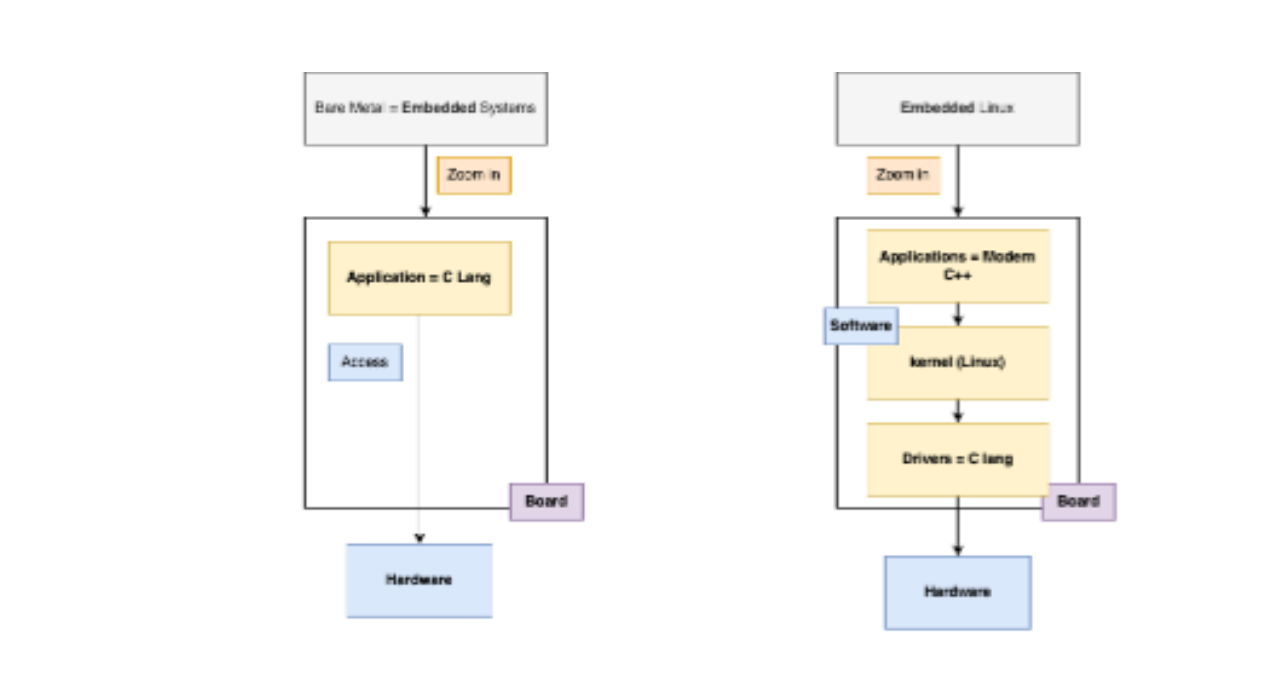 Bare Metal = Embedded Systems
Zoom in
Application = C Lang
Access
Board
Hardware
Embedded Linux
Zoom in
Applications = Modern
C++
Software
kernel (Linux)
Drivers = C lang
Board
Hardware